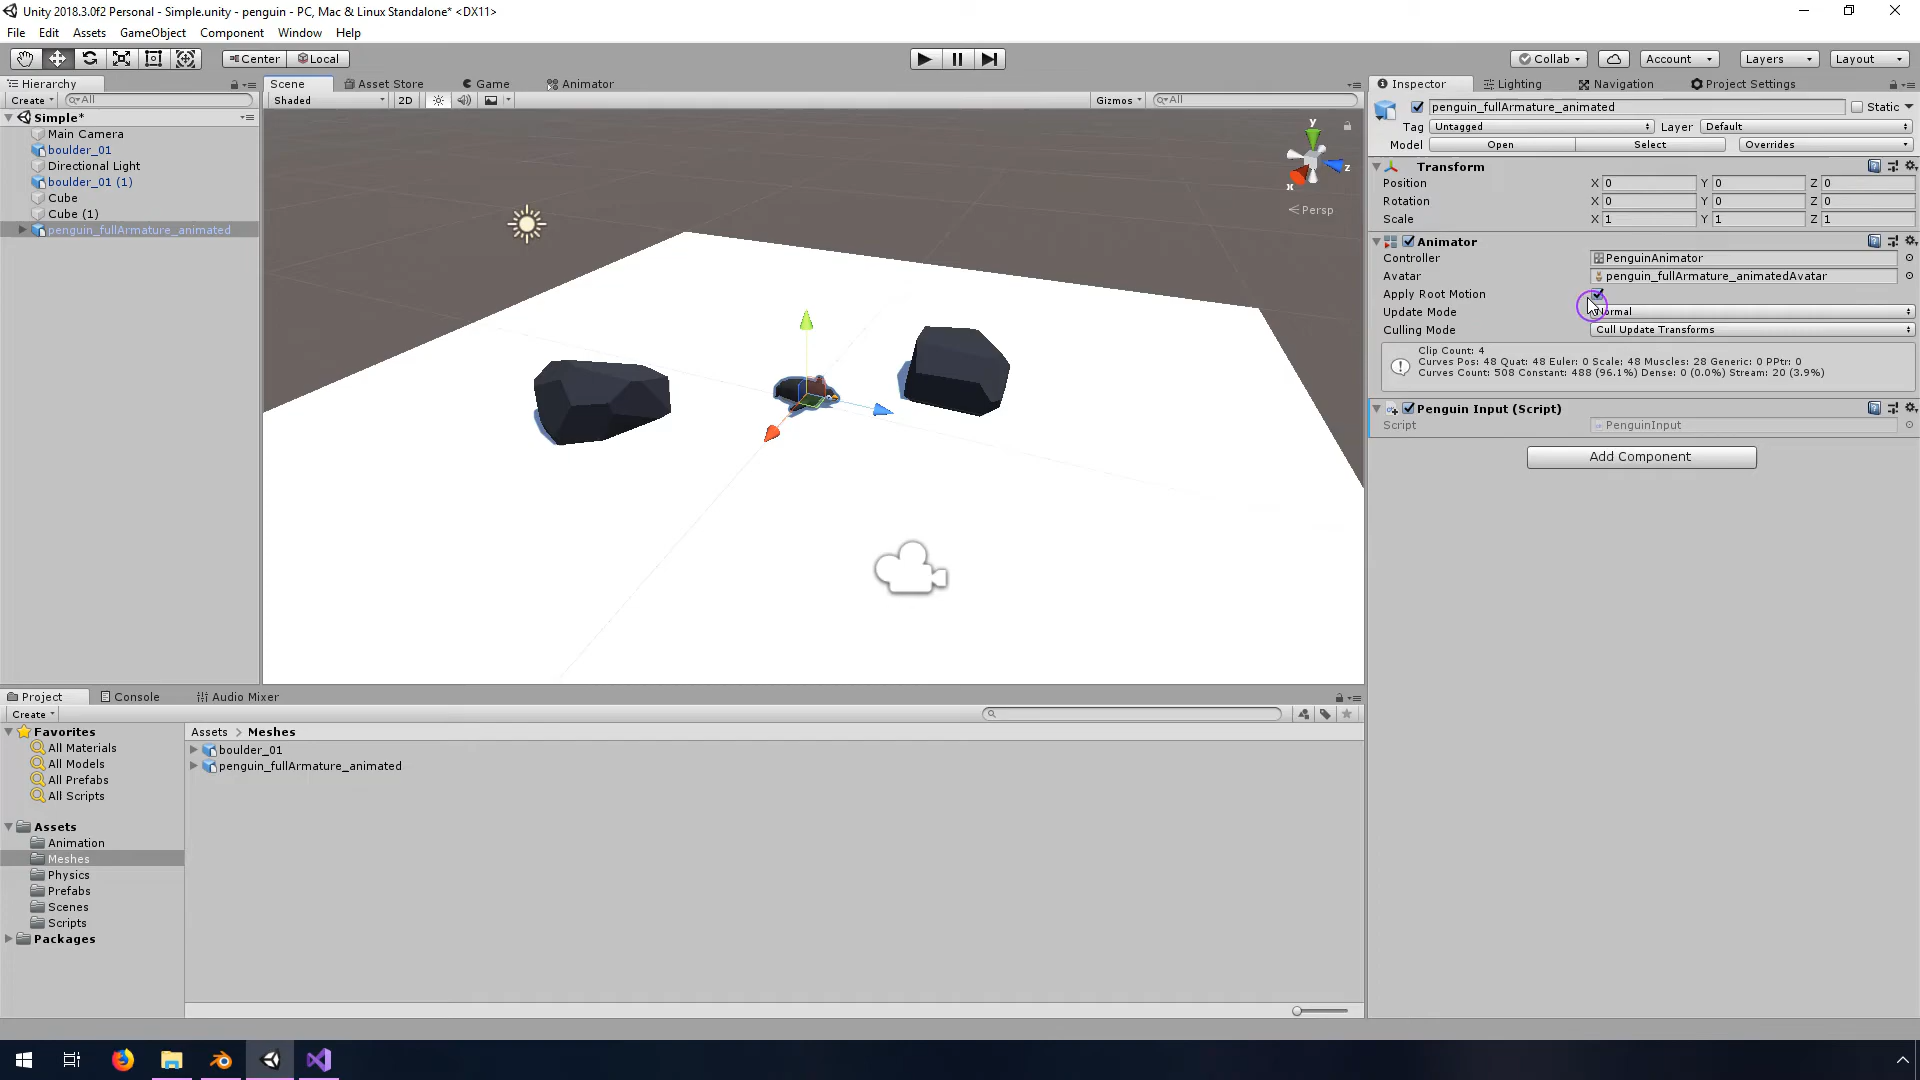 Unity 2018.3.0f2 Personal - Simple.unity - penguin - PC, Mac & Linux Standalone* <DX11>
File Edit Assets GameObject Component Window Help
Center Local Collab Account Layers Layout
Hierarchy
Create All
Simple*
Main Camera
boulder_01
Directional Light
boulder_01 (1)
Cube
Cube (1)
penguin_fullArmature_animated
Scene Asset Store Game Animator
Shaded 2D Gizmos All
y
z
x
Persp
Inspector Lighting Navigation Project Settings
penguin_fullArmature_animated Static
Tag Untagged Layer Default
Model Open Select Overrides
Transform
Position X 0 Y 0 Z 0
Rotation X 0 Y 0 Z 0
Scale X 1 Y 1 Z 1
Animator
Controller PenguinAnimator
Avatar penguin_fullArmature_animatedAvatar
Apply Root Motion
Update Mode Normal
Culling Mode Cull Update Transforms
Clip Count: 4
Curves Pos: 48 Quat: 48 Euler: 0 Scale: 48 Muscles: 28 Generic: 0 PPtr: 0
Curves Count: 508 Constant: 488 (96.1%) Dense: 0 (0.0%) Stream: 20 (3.9%)
Penguin Input (Script)
Script PenguinInput
Add Component
Project Console Audio Mixer
Create
Favorites
All Materials
All Models
All Prefabs
All Scripts
Assets
Animation
Meshes
Physics
Prefabs
Scenes
Scripts
Packages
Assets > Meshes
boulder_01
penguin_fullArmature_animated